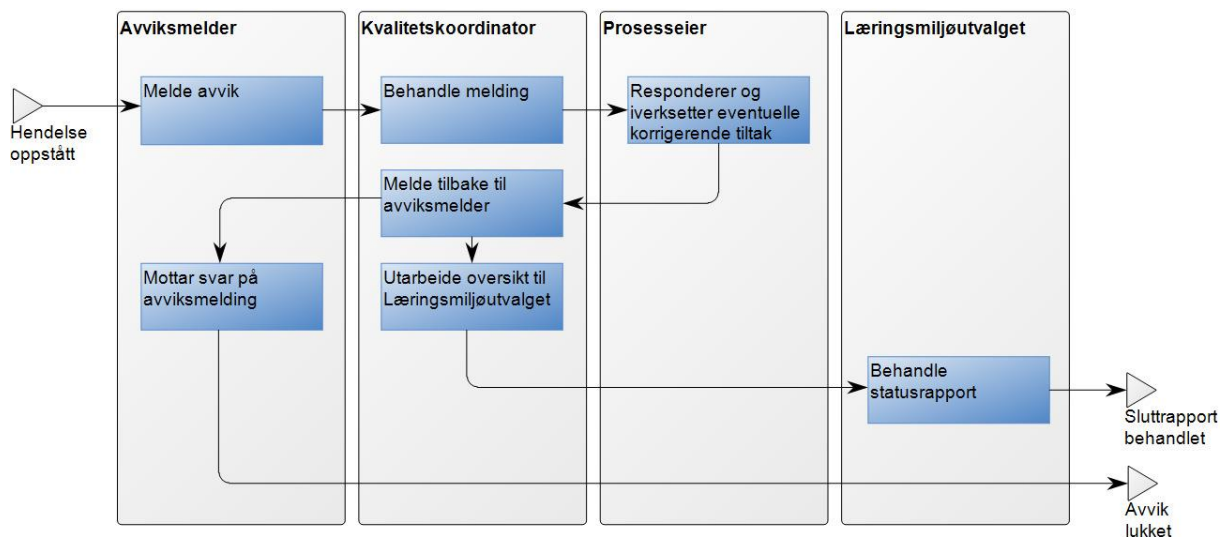 Avviksmelder
Kvalitetskoordinator
Prosesseier
Læringsmiljøutvalget
Hendelse
oppstått
Melde avvik
Behandle melding
Responderer og
iverksetter eventuelle
korrigerende tiltak
Melde tilbake til
avviksmelder
Mottar svar på
avviksmelding
Utarbeide oversikt til
Læringsmiljøutvalget
Behandle
statusrapport
Sluttrapport
behandlet
Avvik
lukket